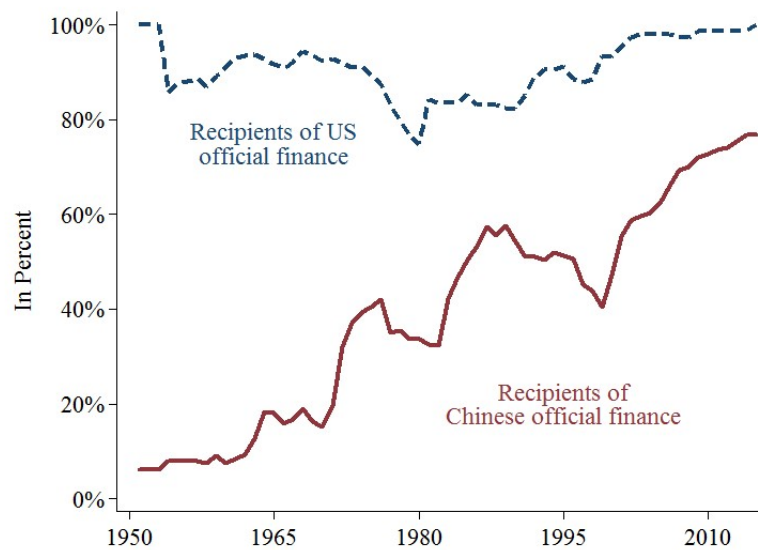 100%
80%
60%
40%
20%
0%
In Percent
Recipients of US
official finance
Recipients of
Chinese official finance
1950
1965
1980
1995
2010